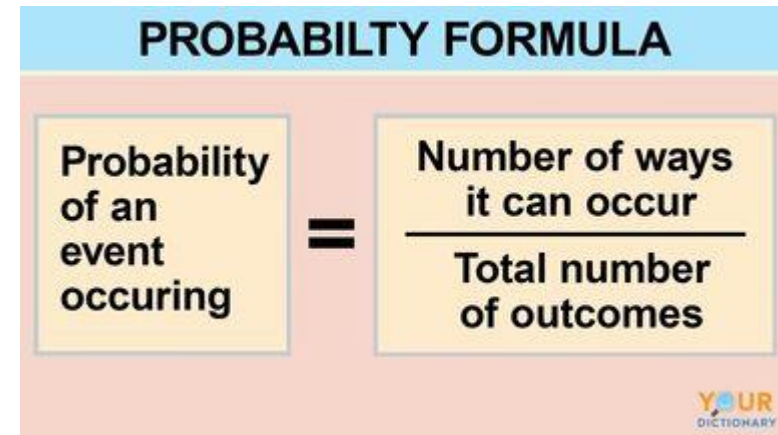 PROBABILTY FORMULA
Probability
of an
event
occuring
=
Number of ways
it can occur
Total number
of outcomes
YOUR
DICTIONARY